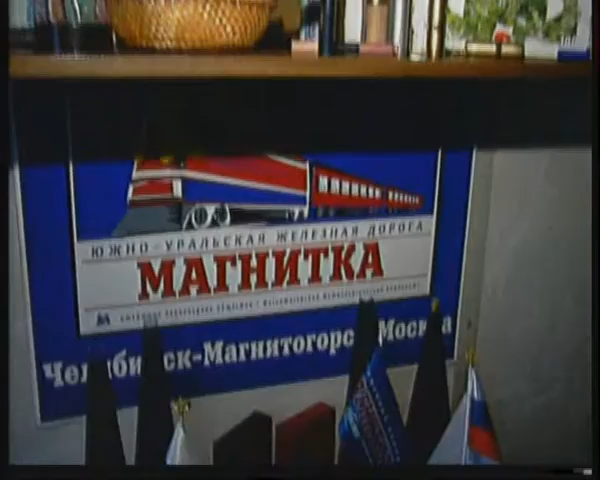 ЮЖНО-УРАЛЬСКАЯ ЖЕЛЕЗНАЯ ДОРОГА
МАГНИТКА
Челябинск-Магнитогорск Москва